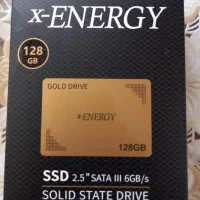 x-ENERGY
128
GB
GOLD DRIVE
x-ENERGY
128GB
SSD 2.5" SATA III 6GB/s
SOLID STATE DRIVE